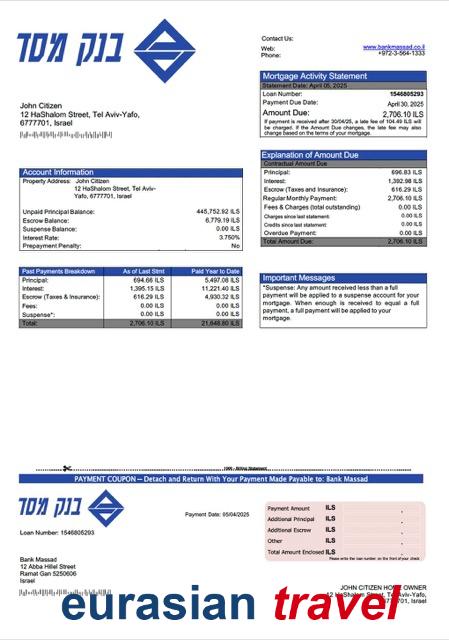 בנק מסד
Contact Us:
Web: www.bankmassad.co.il
Phone: +972-3-564-1333
Mortgage Activity Statement
Statement Date: April 05, 2025
Loan Number: 1546805293
Payment Due Date: April 30, 2025
Amount Due: 2,706.10 ILS
If payment is received after 30/04/25, a late fee of 104.49 ILS will
be charged. If the Amount Due changes, the late fee may also
change based on the terms of your mortgage.
John Citizen
12 HaShalom Street, Tel Aviv-Yafo,
6777701, Israel
Explanation of Amount Due
Contractual Amount Due
Principal: 696.83 ILS
Interest: 1,392.98 ILS
Escrow (Taxes and Insurance): 616.29 ILS
Regular Monthly Payment: 2,706.10 ILS
Fees & Charges (total outstanding) 0.00 ILS
Charges since last statement: 0.00 ILS
Credits since last statement: 0.00 ILS
Overdue Payment: 0.00 ILS
Total Amount Due: 2,706.10 ILS
Account Information
Property Address: John Citizen
12 HaShalom Street, Tel Aviv-
Yafo, 6777701, Israel
Unpaid Principal Balance: 445,752.92 ILS
Escrow Balance: 6,779.19 ILS
Suspense Balance: 0.00 ILS
Interest Rate: 3.750%
Prepayment Penalty: No
Past Payments Breakdown As of Last Stmt Paid Year to Date
Principal: 694.66 ILS 5,497.08 ILS
Interest: 1,395.15 ILS 11,221.40 ILS
Escrow (Taxes & Insurance): 616.29 ILS 4,930.32 ILS
Fees: 0.00 ILS 0.00 ILS
Suspense*: 0.00 ILS 0.00 ILS
Total: 2,706.10 ILS 21,648.80 ILS
Important Messages
*Suspense: Any amount received less than a full
payment will be applied to a suspense account for your
mortgage. When enough is received to equal a full
payment, a full payment will be applied to your
mortgage.
PAYMENT COUPON – Detach and Return With Your Payment Made Payable to: Bank Massad
בנק מסד
Payment Date: 05/04/2025
Loan Number: 1546805293
Payment Amount ILS
Additional Principal ILS
Additional Escrow ILS
Other ILS
Total Amount Enclosed ILS
Please write the loan number on the front of your check
Bank Massad
12 Abba Hillel Street
Ramat Gan 5250606
Israel
JOHN CITIZEN HOME OWNER
12 HaShalom Street, Tel Aviv-Yafo,
eurasian travel